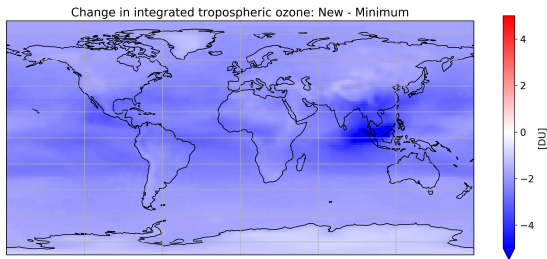 Change in integrated tropospheric ozone: New - Minimum
4
2
0
−2
−4
[DU]